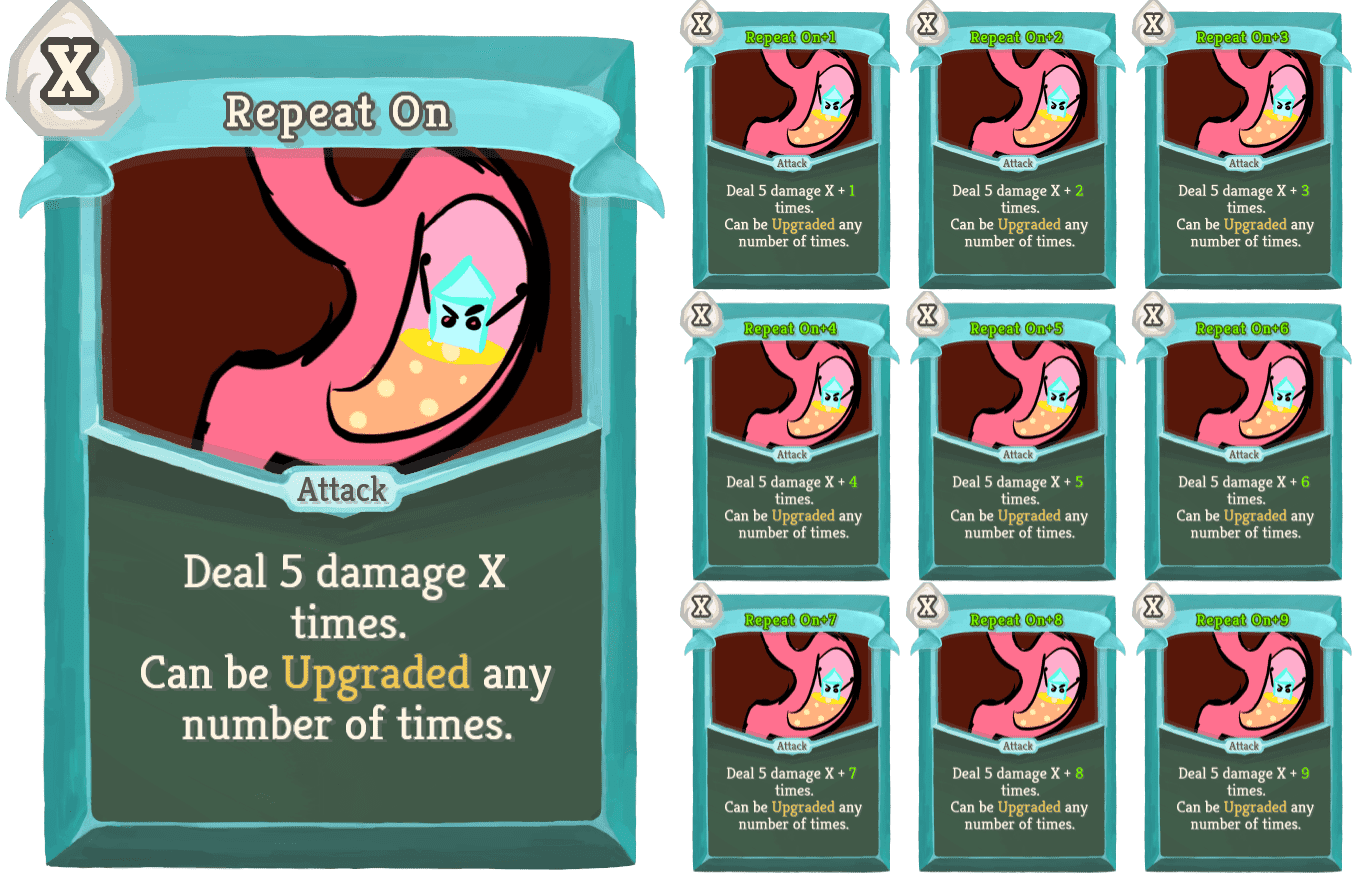 X
Repeat On
Attack
Deal 5 damage X
times.
Can be Upgraded any
number of times.
X
Repeat On+1
Attack
Deal 5 damage X + 1
times.
Can be Upgraded any
number of times.
X
Repeat On+2
Attack
Deal 5 damage X + 2
times.
Can be Upgraded any
number of times.
X
Repeat On+3
Attack
Deal 5 damage X + 3
times.
Can be Upgraded any
number of times.
X
Repeat On+4
Attack
Deal 5 damage X + 4
times.
Can be Upgraded any
number of times.
X
Repeat On+5
Attack
Deal 5 damage X + 5
times.
Can be Upgraded any
number of times.
X
Repeat On+6
Attack
Deal 5 damage X + 6
times.
Can be Upgraded any
number of times.
X
Repeat On+7
Attack
Deal 5 damage X + 7
times.
Can be Upgraded any
number of times.
X
Repeat On+8
Attack
Deal 5 damage X + 8
times.
Can be Upgraded any
number of times.
X
Repeat On+9
Attack
Deal 5 damage X + 9
times.
Can be Upgraded any
number of times.